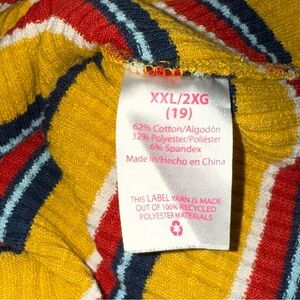 XXL/2XG
(19)
62% Cotton/Algodón
32% Polyester/Poliéster
6% Spandex
Made in/Hecho en China
THIS LABEL YARN IS MADE
OUT OF 100% RECYCLED
POLYESTER MATERIALS